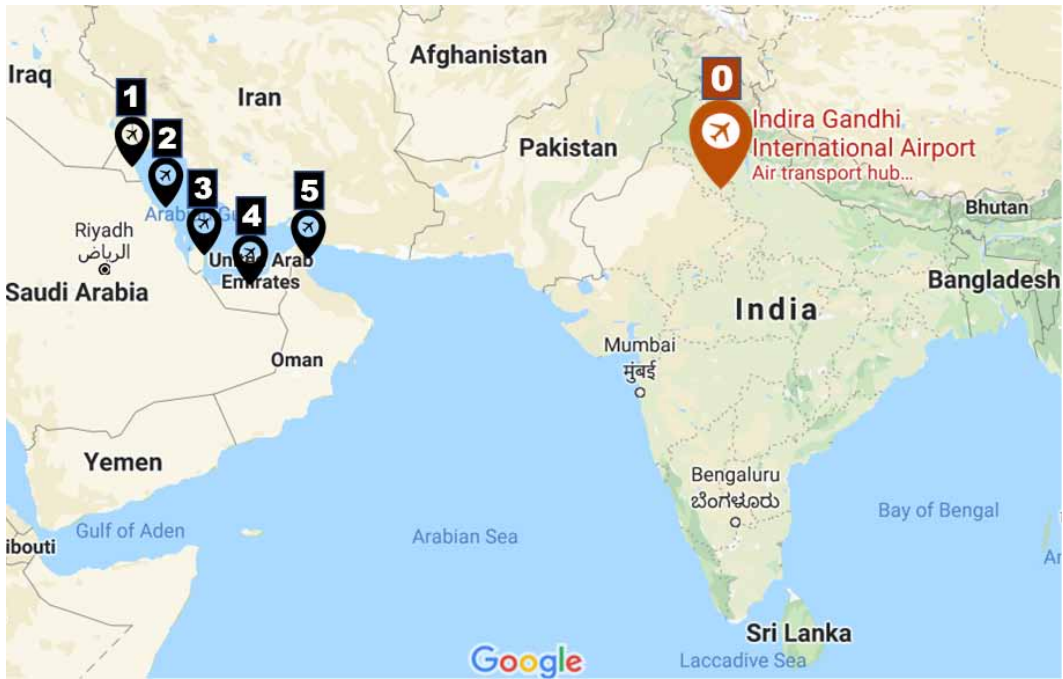 Afghanistan
0
Iraq
1
Iran
Indira Gandhi
International Airport
Air transport hub...
2
Pakistan
3
4
5
Bhutan
Riyadh
الرياض
United Arab
Emirates
Saudi Arabia
Bangladesh
India
Mumbai
मुंबई
Oman
Yemen
Bengaluru
ಬೆಂಗಳೂರು
Gulf of Aden
Arabian Sea
Bay of Bengal
ibouti
Sri Lanka
Google
Laccadive Sea